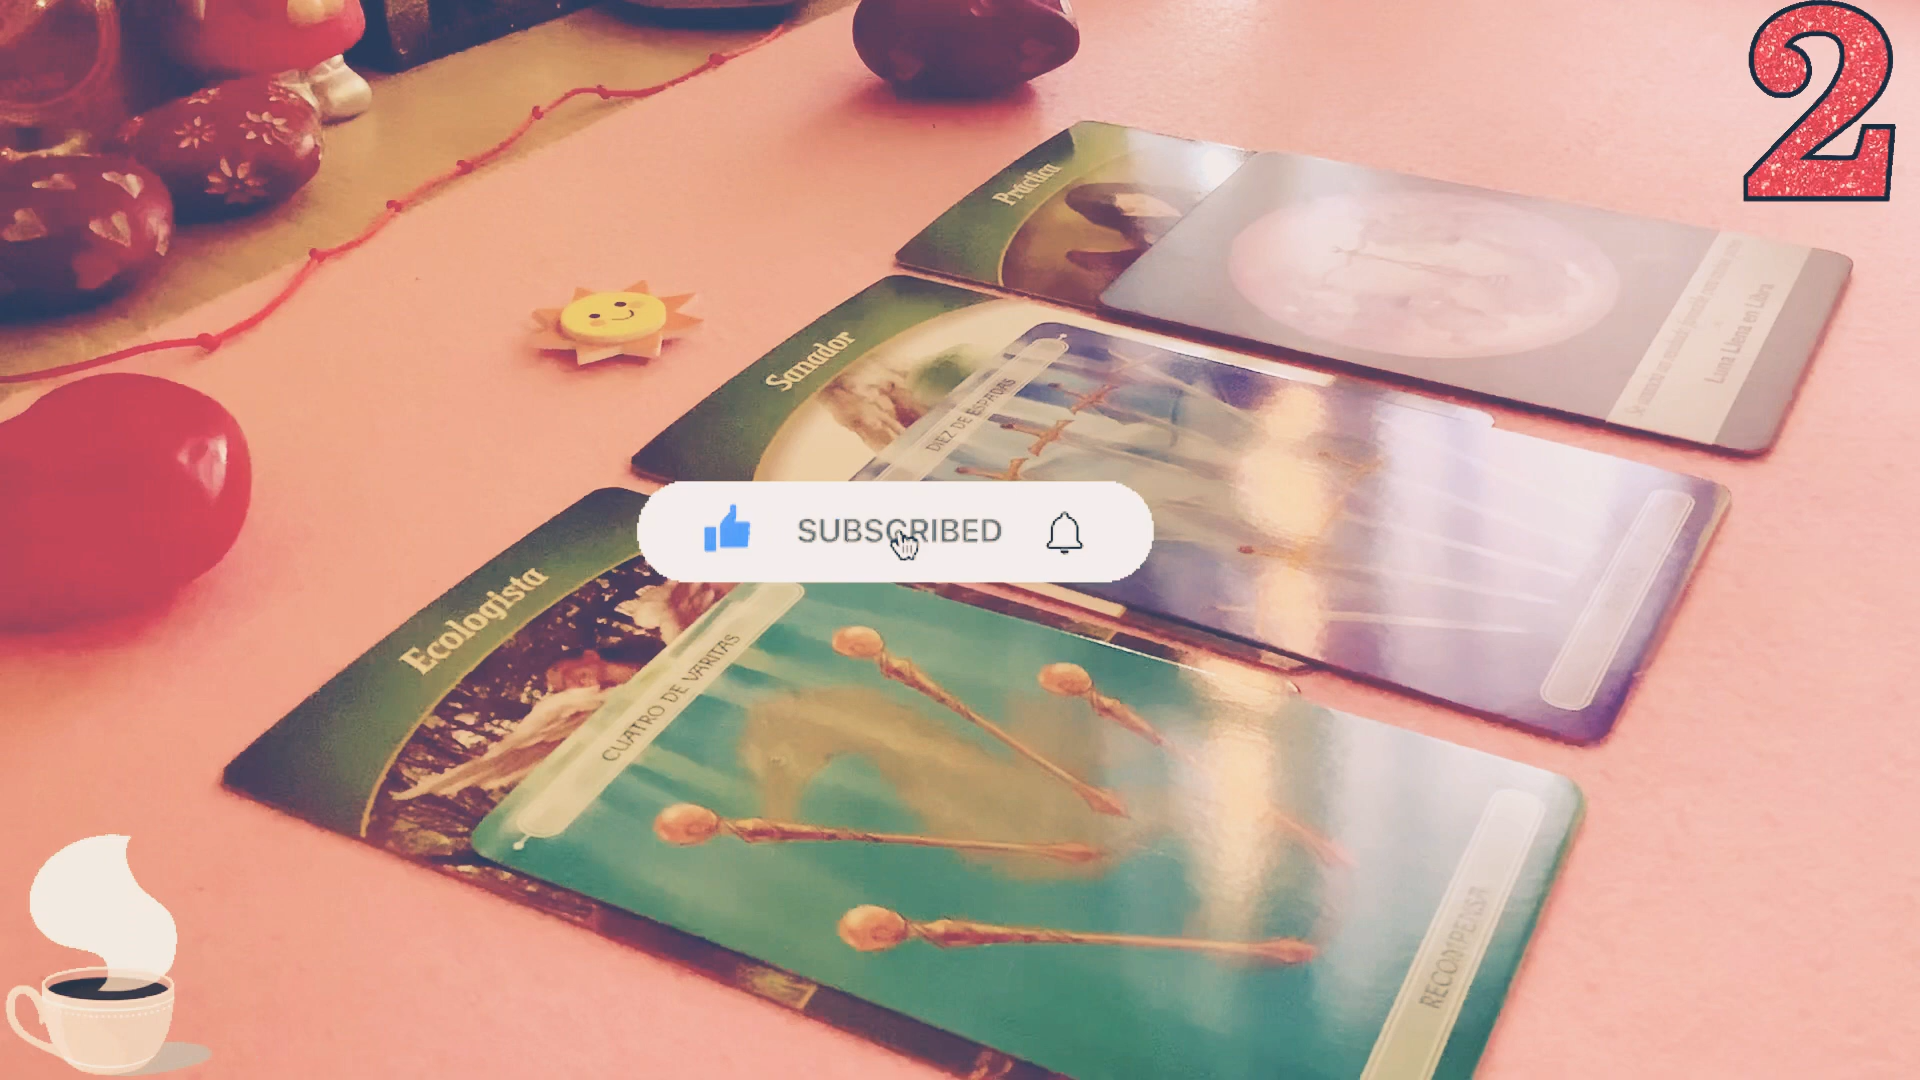 2
Práctica
Luna Llena en Libra
Sanador
DIEZ DE ESPADAS
SUBSCRIBED
Ecologista
CUATRO DE VARITAS
RECOMPENSA